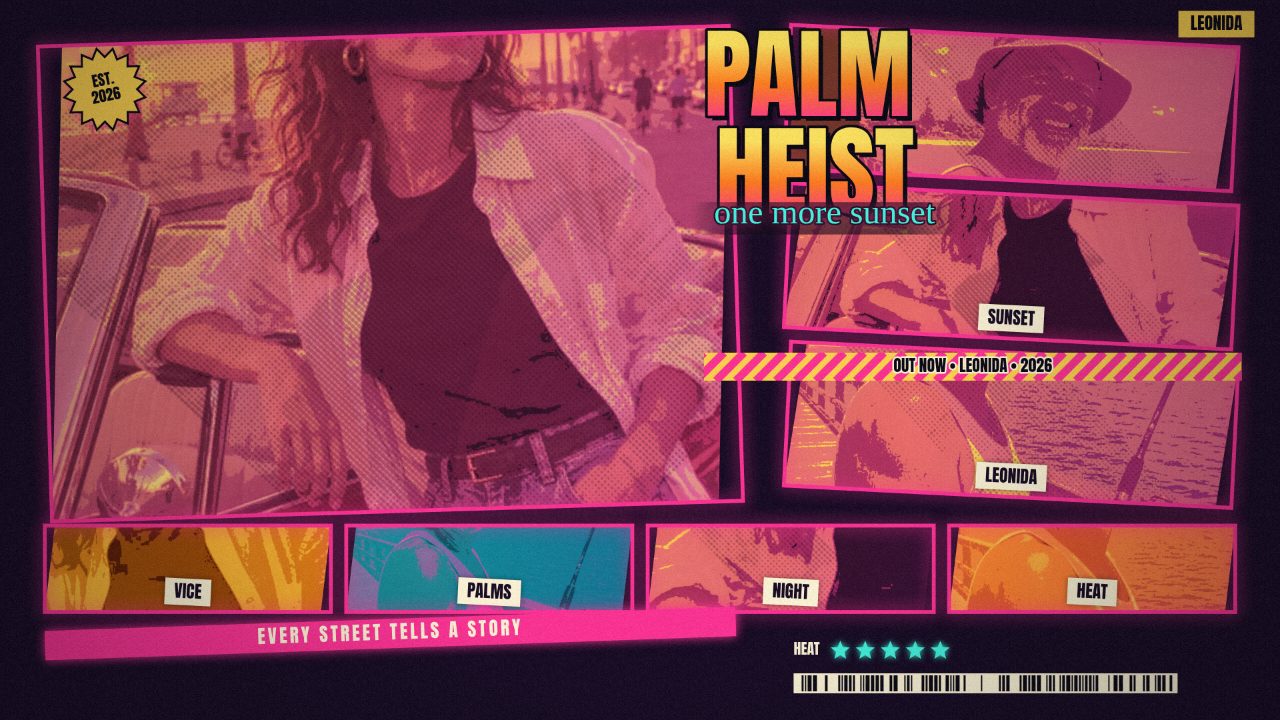 LEONIDA
EST.
2026
PALM
HEIST
one more sunset
SUNSET
OUT NOW • LEONIDA • 2026
LEONIDA
VICE
PALMS
NIGHT
HEAT
EVERY STREET TELLS A STORY
HEAT